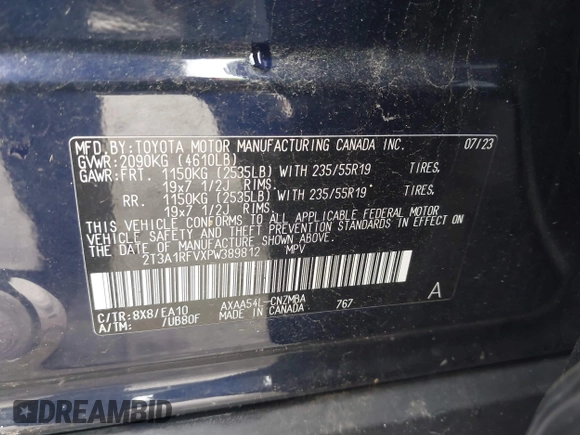 MFD. BY: TOYOTA MOTOR MANUFACTURING CANADA INC. 07/23
GVWR: 2090KG (4610LB)
GAWR: FRT. 1150KG (2535LB) WITH 235/55R19 TIRES.
19x7 1/2J RIMS.
RR. 1150KG (2535LB) WITH 235/55R19 TIRES.
19x7 1/2J RIMS.
THIS VEHICLE CONFORMS TO ALL APPLICABLE FEDERAL MOTOR
VEHICLE SAFETY AND THEFT PREVENTION STANDARDS IN EFFECT ON
THE DATE OF MANUFACTURE SHOWN ABOVE.
2T3A1RFVXPW389812 MPV
C/TR: 8X8/EA10 AXAA54L-CNZMBA 767 A
A/TM: /UB80F MADE IN CANADA
DREAMBID